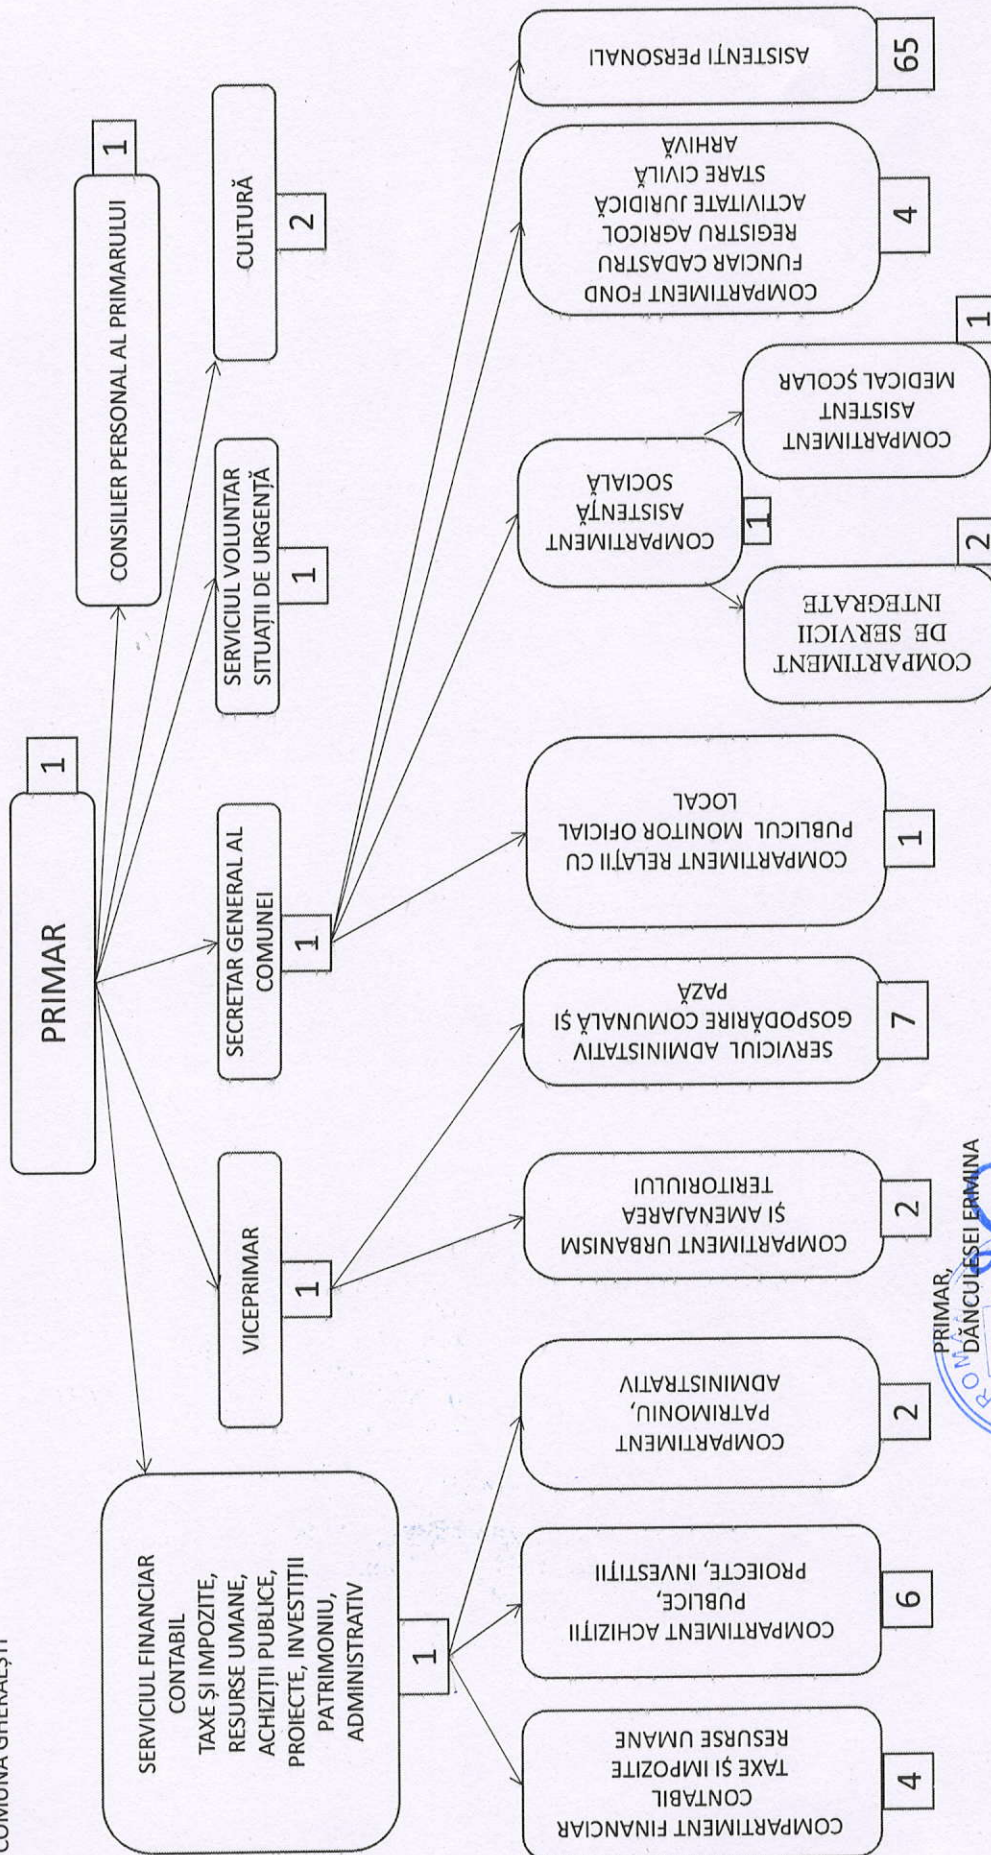 COMUNA GHERĂEȘTI
PRIMAR
1
CONSILIER PERSONAL AL PRIMARULUI
1
SERVICIUL FINANCIAR
CONTABIL
TAXE ȘI IMPOZITE,
RESURSE UMANE,
ACHIZIȚII PUBLICE,
PROIECTE, INVESTIȚII
PATRIMONIU,
ADMINISTRATIV
1
VICEPRIMAR
1
SECRETAR GENERAL AL
COMUNEI
1
SERVICIUL VOLUNTAR
SITUAȚII DE URGENȚĂ
1
CULTURĂ
2
COMPARTIMENT FINANCIAR
CONTABIL
TAXE ȘI IMPOZITE
RESURSE UMANE
4
COMPARTIMENT ACHIZIȚII
PUBLICE,
PROIECTE, INVESTIȚII
6
COMPARTIMENT
PATRIMONIU,
ADMINISTRATIV
2
COMPARTIMENT URBANISM
ȘI AMENAJAREA
TERITORIULUI
2
SERVICIUL ADMINISTATIV
GOSPODĂRIRE COMUNALĂ ȘI
PAZĂ
7
COMPARTIMENT RELAȚII CU
PUBLICUL MONITOR OFICIAL
LOCAL
1
COMPARTIMENT
ASISTENȚĂ
SOCIALĂ
1
COMPARTIMENT FOND
FUNCIAR CADASTRU
REGISTRU AGRICOL
ACTIVITATE JURIDICĂ
STARE CIVILĂ
ARHIVĂ
4
ASISTENȚI PERSONALI
65
COMPARTIMENT
DE SERVICII
INTEGRATE
2
COMPARTIMENT
ASISTENT
MEDICAL ȘCOLAR
1
PRIMAR,
DĂNCULESEI ERMINA